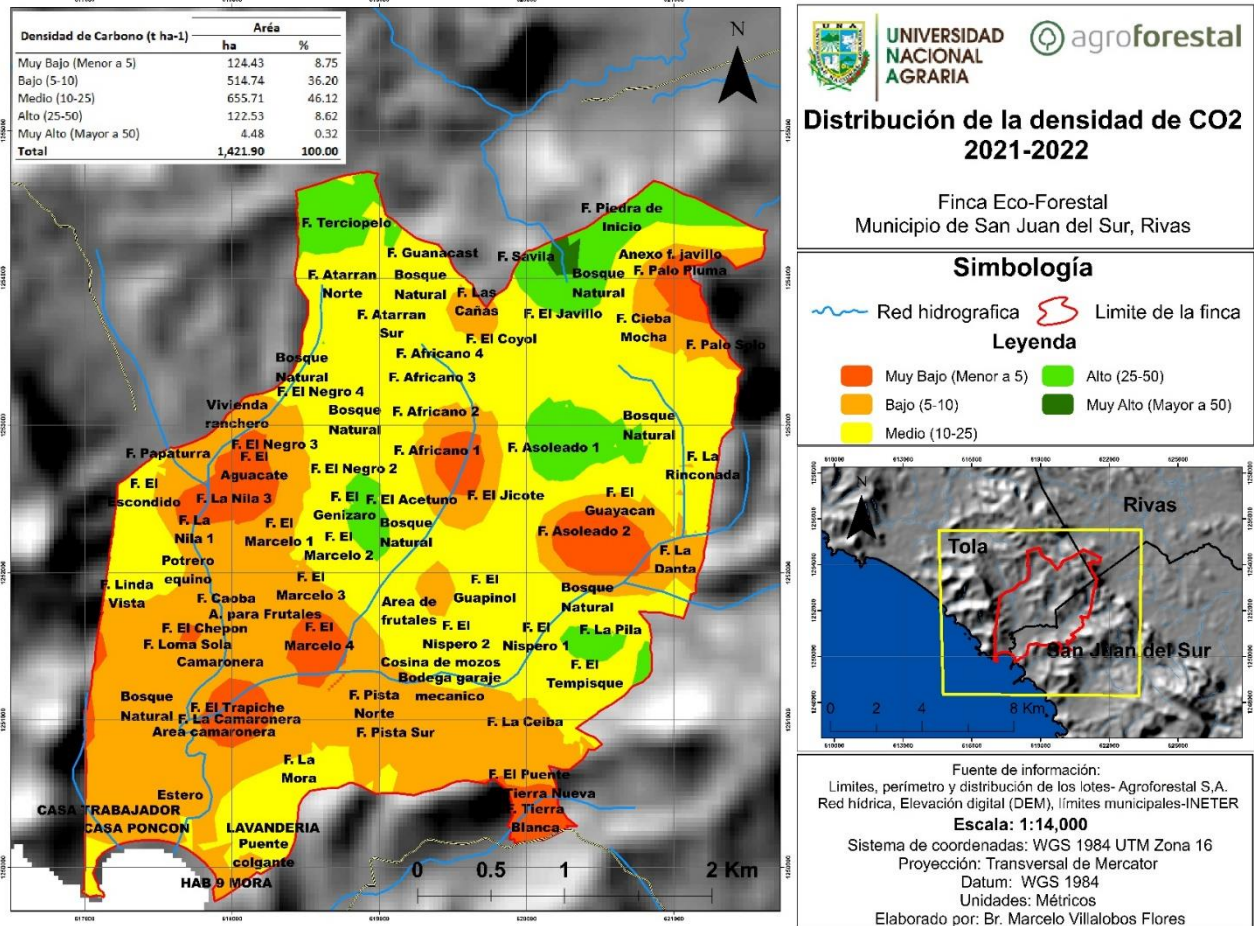 Densidad de Carbono (t ha-1) Areá
ha %
Muy Bajo (Menor a 5) 124.43 8.75
Bajo (5-10) 514.74 36.20
Medio (10-25) 655.71 46.12
Alto (25-50) 122.53 8.62
Muy Alto (Mayor a 50) 4.48 0.32
Total 1,421.90 100.00
N
F. Terciopelo
F. Piedra de
Inicio
F. Guanacast
F. Savila
Anexo f. javillo
F. Palo Pluma
F. Atarran
Norte
Bosque
Natural
F. Las
Cañas
Bosque
Natural
F. El Javillo
F. Atarran
Sur
F. Cieba
Mocha
F. El Coyol
F. Palo Solo
Bosque
Natural
F. Africano 4
F. Africano 3
F. El Negro 4
Vivienda
ranchero
Bosque
Natural
F. Africano 2
Bosque
Natural
F. Papaturra
F. El Negro 3
F. El
Aguacate
F. Africano 1
F. Asoleado 1
F. La
Rinconada
F. El Negro 2
F. El
Escondido
F. La Nila 3
F. El
Genizaro
F. El Acetuno
F. El Jicote
F. El
Guayacan
F. La
Nila 1
F. El
Marcelo 1
F. El
Marcelo 2
Bosque
Natural
F. Asoleado 2
Potrero
equino
F. La
Danta
F. Linda
Vista
F. El
Marcelo 3
F. Caoba
A. para Frutales
Area de
frutales
F. El
Guapinol
Bosque
Natural
F. El Chepon
F. Loma Sola
Camaronera
F. El
Marcelo 4
F. El
Nispero 2
F. El
Nispero 1
F. La Pila
Cosina de mozos
Bodega garaje
mecanico
F. El
Tempisque
Bosque
Natural
F. El Trapiche
F. La Camaronera
Area camaronera
F. Pista
Norte
F. Pista Sur
F. La Ceiba
F. La
Mora
F. El Puente
Tierra Nueva
F. Tierra
Blanca
Estero
CASA TRABAJADOR
CASA PONCON
LAVANDERIA
Puente
colgante
HAB 9 MORA
0 0.5 1 2 Km
UNA
UNIVERSIDAD
NACIONAL
AGRARIA
agroforestal
Distribución de la densidad de CO2
2021-2022
Finca Eco-Forestal
Municipio de San Juan del Sur, Rivas
Simbología
Red hidrografica Limite de la finca
Leyenda
Muy Bajo (Menor a 5) Alto (25-50)
Bajo (5-10) Muy Alto (Mayor a 50)
Medio (10-25)
N
Rivas
Tola
San Juan del Sur
0 2 4 8 Km
Fuente de información:
Limites, perímetro y distribución de los lotes- Agroforestal S,A.
Red hídrica, Elevación digital (DEM), límites municipales-INETER
Escala: 1:14,000
Sistema de coordenadas: WGS 1984 UTM Zona 16
Proyección: Transversal de Mercator
Datum: WGS 1984
Unidades: Métricos
Elaborado por: Br. Marcelo Villalobos Flores